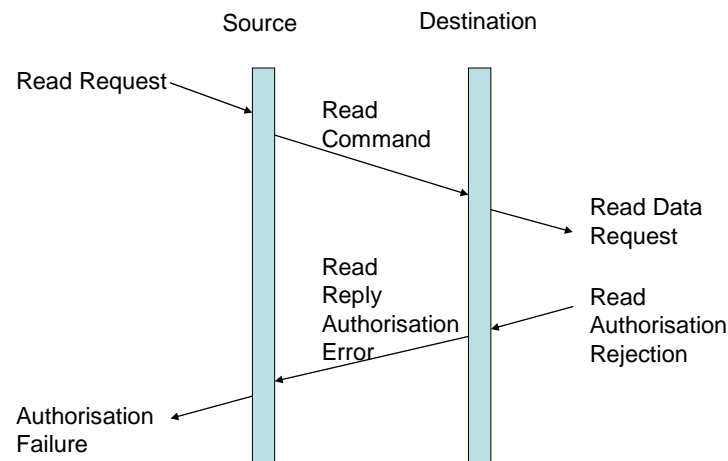 Source
Destination
Read Request
Read
Command
Read Data
Request
Read
Reply
Authorisation
Error
Read
Authorisation
Rejection
Authorisation
Failure